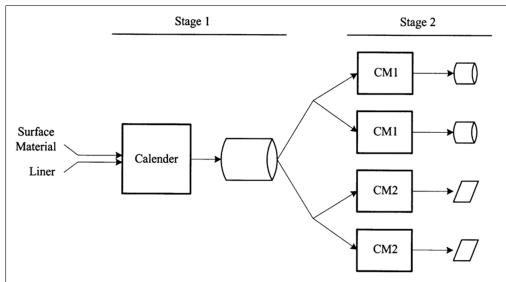 Stage 1
Stage 2
CM1
CM1
Surface
Material
Liner
Calender
CM2
CM2